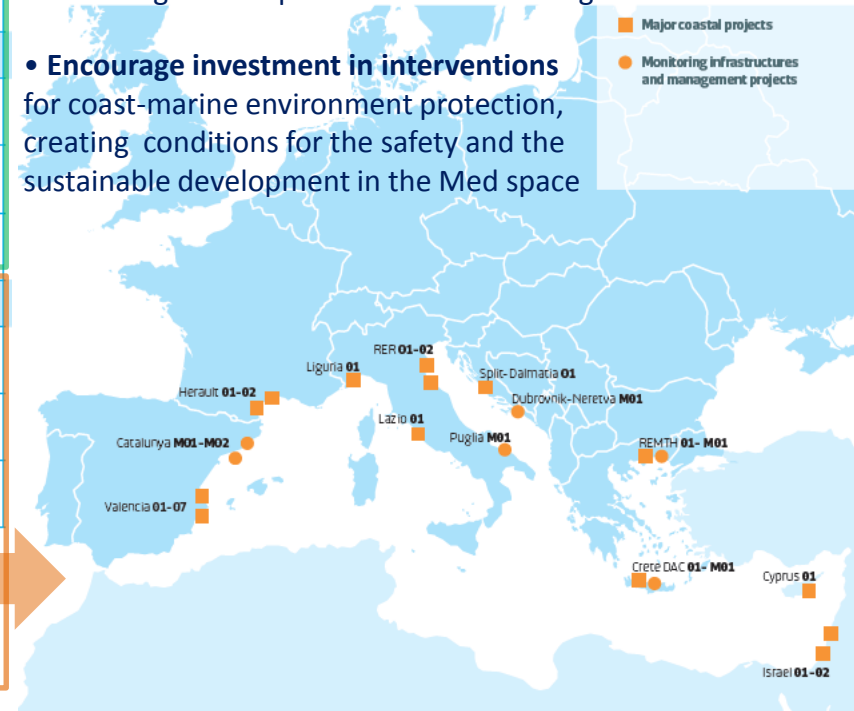 Major coastal projects
• Encourage investment in interventions
Monitoring infrastructures
and management projects
for coast-marine environment protection,
creating conditions for the safety and the
sustainable development in the Med space
RER 01-02
Liguria 01
Split-Dalmatia 01
Herault 01-02
Dubrovnik-Neretva M01
Lazio 01
Catalunya M01-M02
Puglia M01
REMTH 01- M01
Valencia 01-07
Crete DAC 01- M01
Cyprus 01
Israel 01-02